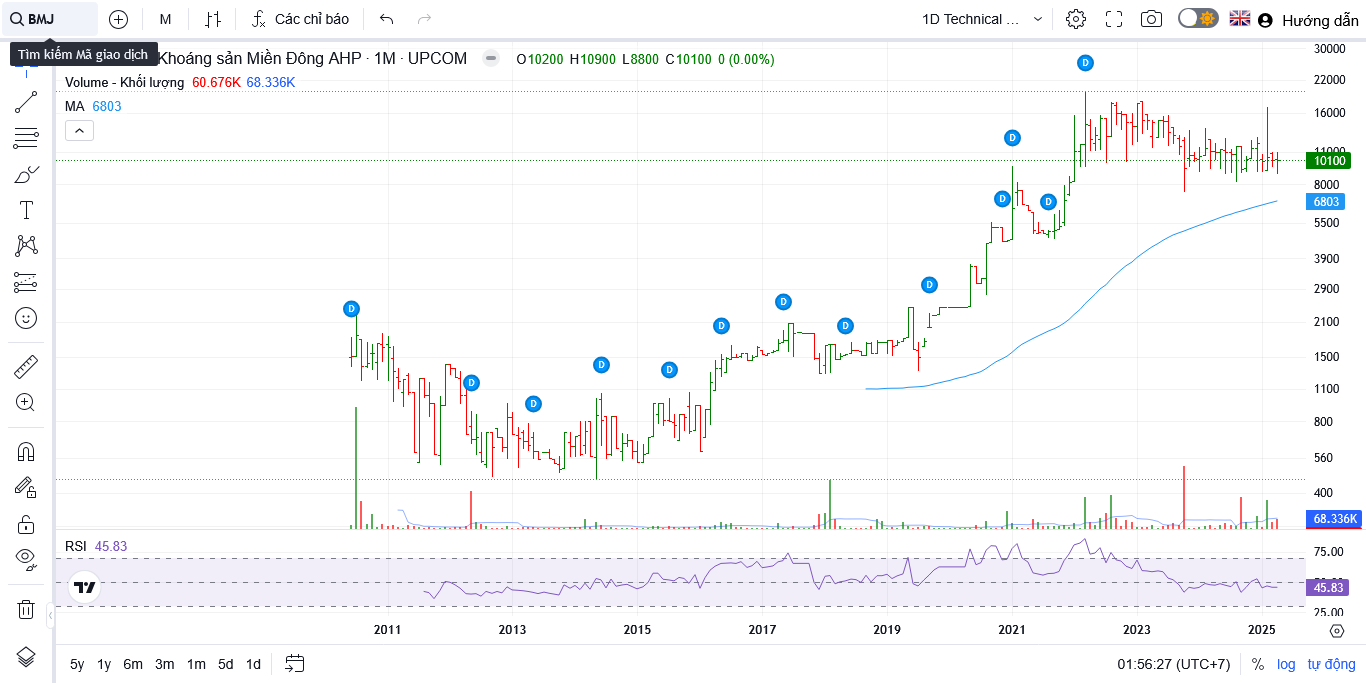 BMJ M Các chỉ báo 1D Technical ... Hướng dẫn
Tìm kiếm Mã giao dịch
Khoáng sản Miền Đông AHP · 1M · UPCOM O10200 H10900 L8800 C10100 0 (0.00%)
Volume - Khối lượng 60.676K 68.336K
MA 6803
D
D
D D
D
D
D
D
D
D
D
D
D
30000
22000
16000
11000
10100
8000
6803
5500
3900
2900
2100
1500
1100
800
560
400
68.336K
RSI 45.83
75.00
45.83
25.00
2011 2013 2015 2017 2019 2021 2023 2025
5y 1y 6m 3m 1m 5d 1d 01:56:27 (UTC+7) % log tự động